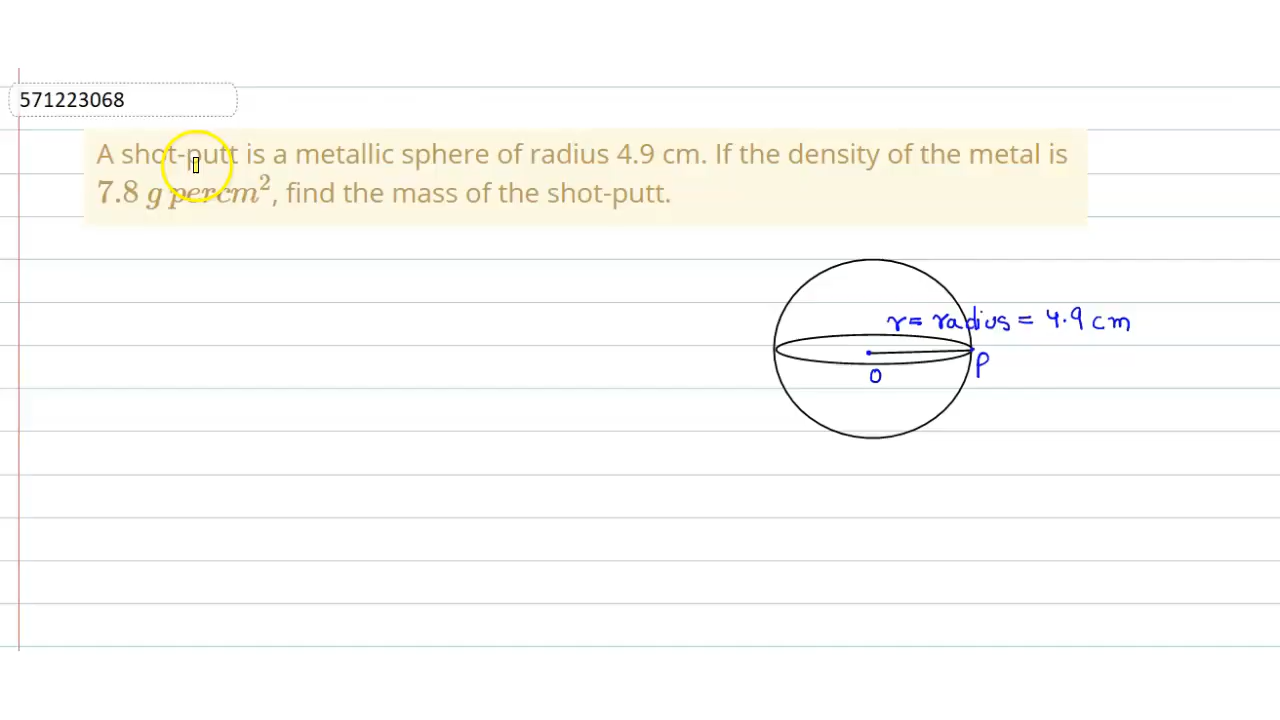 571223068
A shot-putt is a metallic sphere of radius 4.9 cm. If the density of the metal is
7.8 g per cm², find the mass of the shot-putt.
r = radius = 4.9 cm
O
P